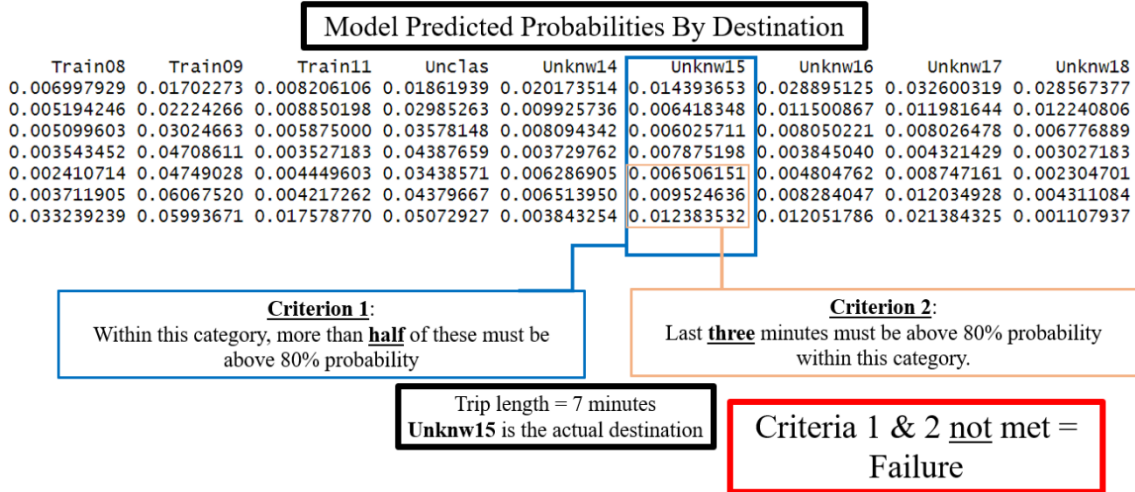 Model Predicted Probabilities By Destination
Train08 Train09 Train11 Unclas Unknw14 Unknw15 Unknw16 Unknw17 Unknw18
0.006997929 0.01702273 0.008206106 0.01861939 0.020173514 0.014393653 0.028895125 0.032600319 0.028567377
0.005194246 0.02224266 0.008850198 0.02985263 0.009925736 0.006418348 0.011500867 0.011981644 0.012240806
0.005099603 0.03024663 0.005875000 0.03578148 0.008094342 0.006025711 0.008050221 0.008026478 0.006776889
0.003543452 0.04708611 0.003527183 0.04387659 0.003729762 0.007875198 0.003845040 0.004321429 0.003027183
0.002410714 0.04749028 0.004449603 0.03438571 0.006286905 0.006506151 0.004804762 0.008747161 0.002304701
0.003711905 0.06067520 0.004217262 0.04379667 0.006513950 0.009524636 0.008284047 0.012034928 0.004311084
0.033239239 0.05993671 0.017578770 0.05072927 0.003843254 0.012383532 0.012051786 0.021384325 0.001107937
Criterion 1:
Within this category, more than half of these must be
above 80% probability
Criterion 2:
Last three minutes must be above 80% probability
within this category.
Trip length = 7 minutes
Unknw15 is the actual destination
Criteria 1 & 2 not met =
Failure